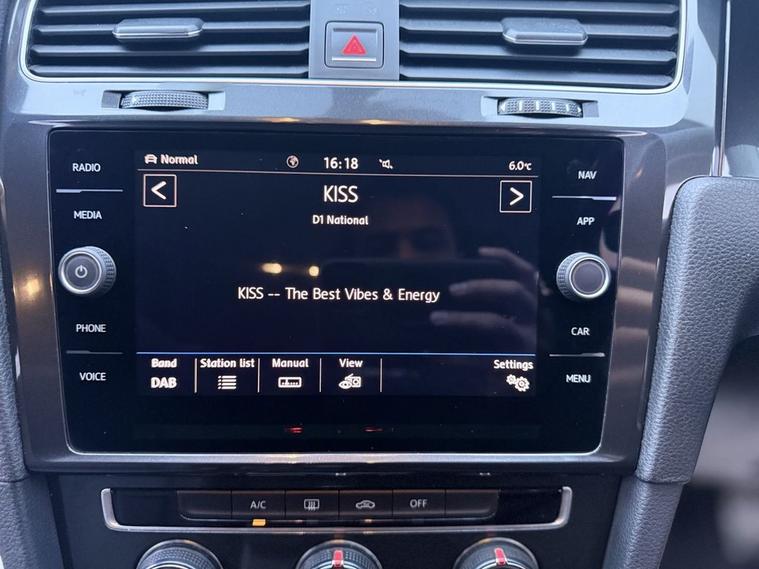 Normal 16:18 6.0°C
RADIO
NAV
KISS
D1 National
MEDIA
APP
KISS -- The Best Vibes & Energy
PHONE
CAR
VOICE
MENU
Band Station list Manual View Settings
DAB
A/C OFF